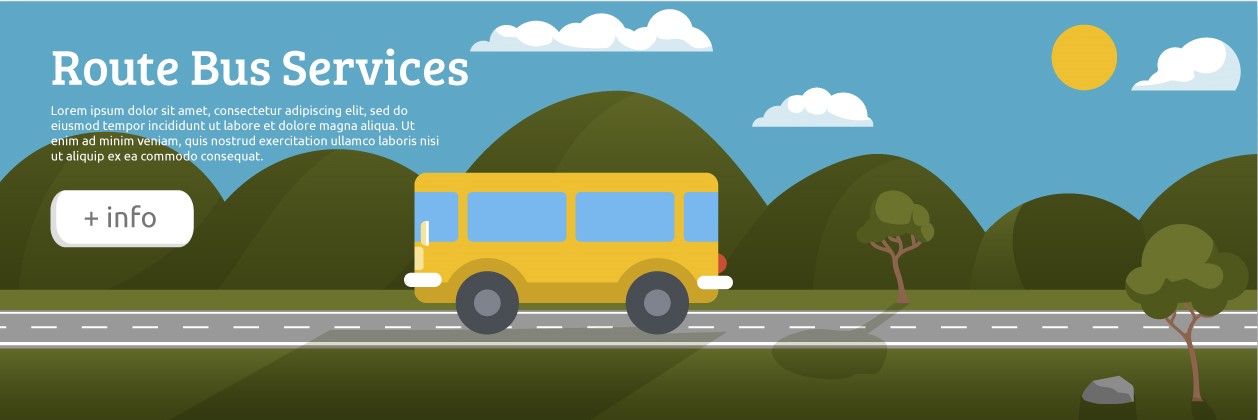 Route Bus Services
Lorem ipsum dolor sit amet, consectetur adipiscing elit, sed do
eiusmod tempor incididunt ut labore et dolore magna aliqua. Ut
enim ad minim veniam, quis nostrud exercitation ullamco laboris nisi
ut aliquip ex ea commodo consequat.
+ info